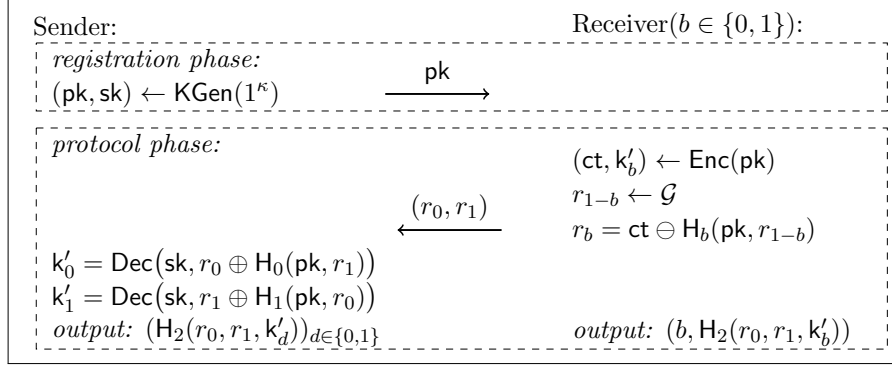 Sender: Receiver(b ∈ {0, 1}):
registration phase:
(pk, sk) ← KGen(1^κ) pk
protocol phase:
(ct, k′_b) ← Enc(pk)
r_{1−b} ← 𝒢
(r_0, r_1) r_b = ct ⊖ H_b(pk, r_{1−b})
k′_0 = Dec(sk, r_0 ⊕ H_0(pk, r_1))
k′_1 = Dec(sk, r_1 ⊕ H_1(pk, r_0))
output: (H_2(r_0, r_1, k′_d))_{d∈{0,1}} output: (b, H_2(r_0, r_1, k′_b))